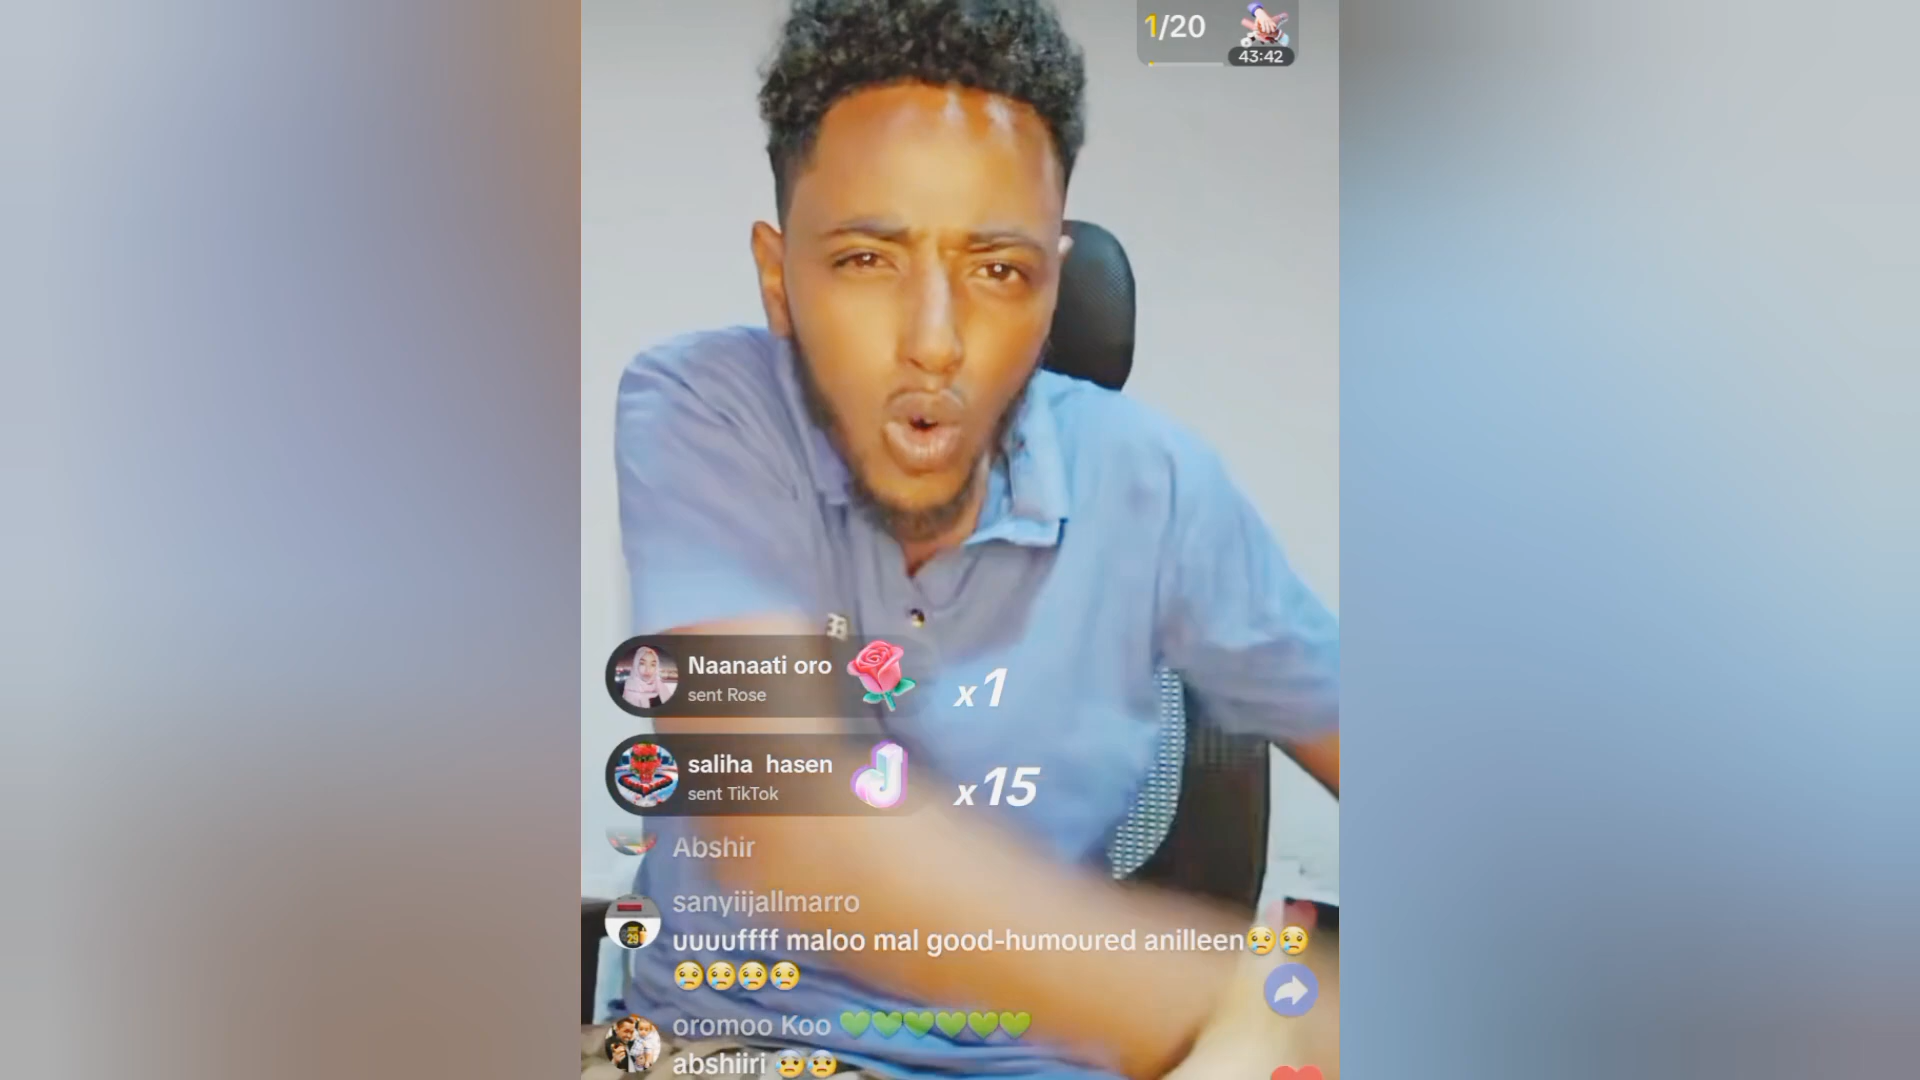 1/20
43:42
Naanaati oro
sent Rose
x1
saliha hasen
sent TikTok
x15
Abshir
sanyiijallmarro
uuuuffff maloo mal good-humoured anilleen😢😢
😢😢😢😢
oromoo Koo 💚💚💚💚💚💚
abshiiri 😰😰